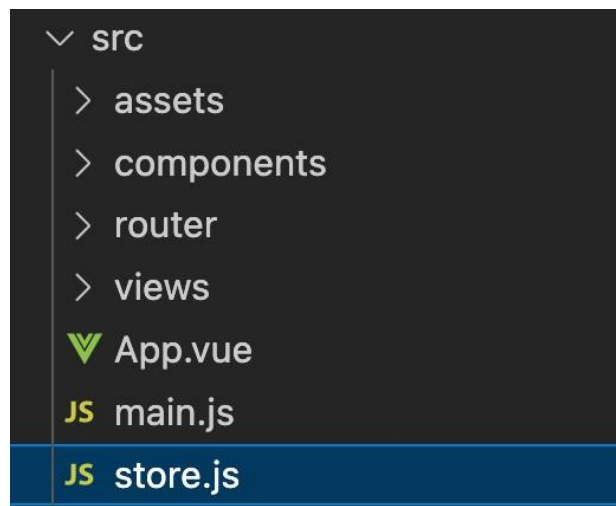 src
assets
components
router
views
App.vue
JS main.js
JS store.js